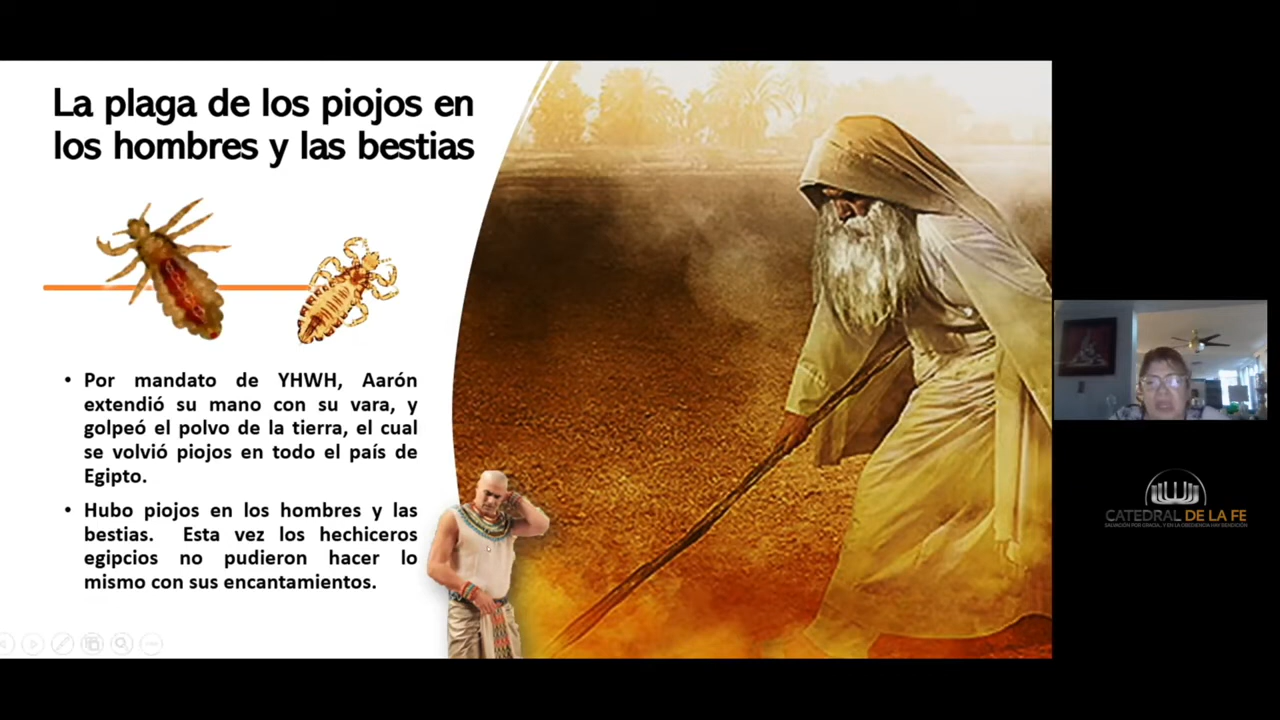 La plaga de los piojos en
los hombres y las bestias
• Por mandato de YHWH, Aarón
extendió su mano con su vara, y
golpeó el polvo de la tierra, el cual
se volvió piojos en todo el país de
Egipto.
• Hubo piojos en los hombres y las
bestias. Esta vez los hechiceros
egipcios no pudieron hacer lo
mismo con sus encantamientos.
CATEDRAL DE LA FE
SALVACIÓN POR GRACIA, Y EN LA OBEDIENCIA HAY BENDICIÓN